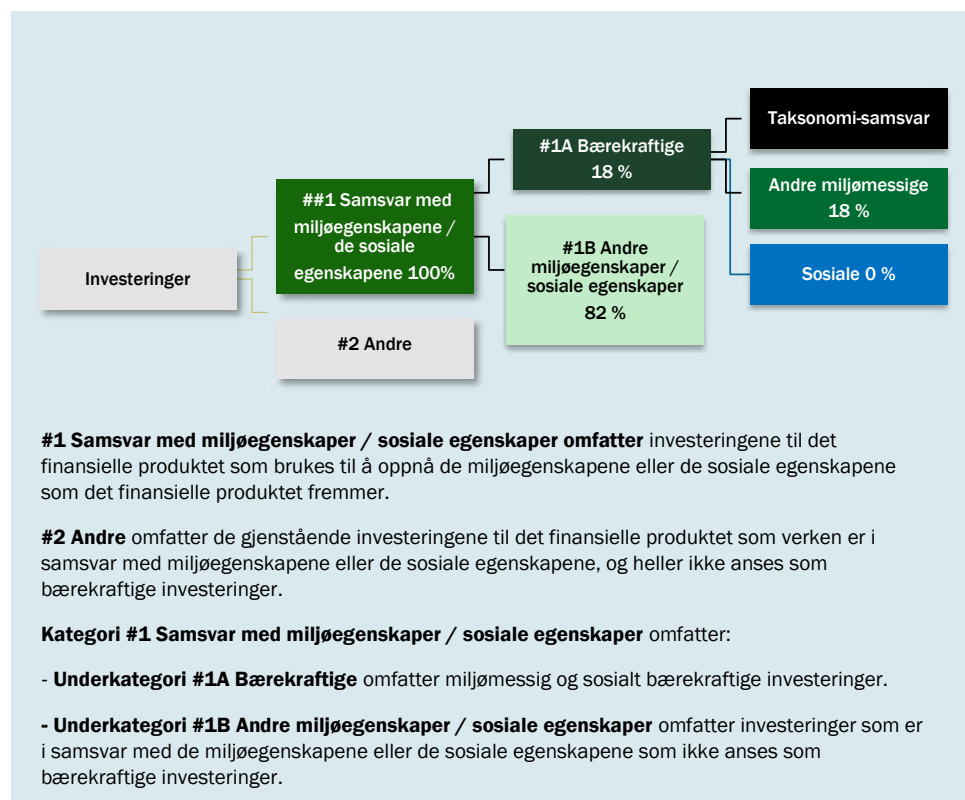 Taksonomi-samsvar
#1A Bærekraftige
18 %
Andre miljømessige
18 %
##1 Samsvar med
miljøegenskapene /
de sosiale
egenskapene 100%
#1B Andre
miljøegenskaper /
sosiale egenskaper
82 %
Sosiale 0 %
Investeringer
#2 Andre
#1 Samsvar med miljøegenskaper / sosiale egenskaper omfatter investeringene til det
finansielle produktet som brukes til å oppnå de miljøegenskapene eller de sosiale egenskapene
som det finansielle produktet fremmer.
#2 Andre omfatter de gjenstående investeringene til det finansielle produktet som verken er i
samsvar med miljøegenskapene eller de sosiale egenskapene, og heller ikke anses som
bærekraftige investeringer.
Kategori #1 Samsvar med miljøegenskaper / sosiale egenskaper omfatter:
- Underkategori #1A Bærekraftige omfatter miljømessig og sosialt bærekraftige investeringer.
- Underkategori #1B Andre miljøegenskaper / sosiale egenskaper omfatter investeringer som er
i samsvar med de miljøegenskapene eller de sosiale egenskapene som ikke anses som
bærekraftige investeringer.